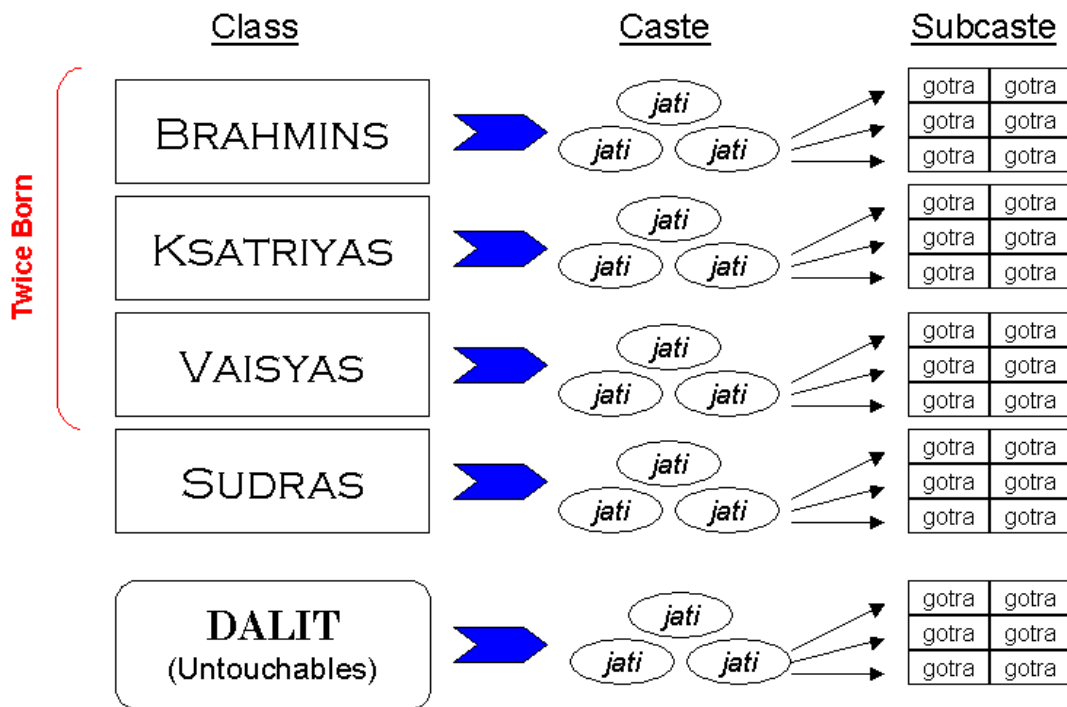 Class Caste Subcaste
Twice Born
BRAHMINS
jati
jati jati
gotra gotra
gotra gotra
gotra gotra
KSATRIYAS
jati
jati jati
gotra gotra
gotra gotra
gotra gotra
VAISYAS
jati
jati jati
gotra gotra
gotra gotra
gotra gotra
SUDRAS
jati
jati jati
gotra gotra
gotra gotra
gotra gotra
DALIT
(Untouchables)
jati
jati jati
gotra gotra
gotra gotra
gotra gotra